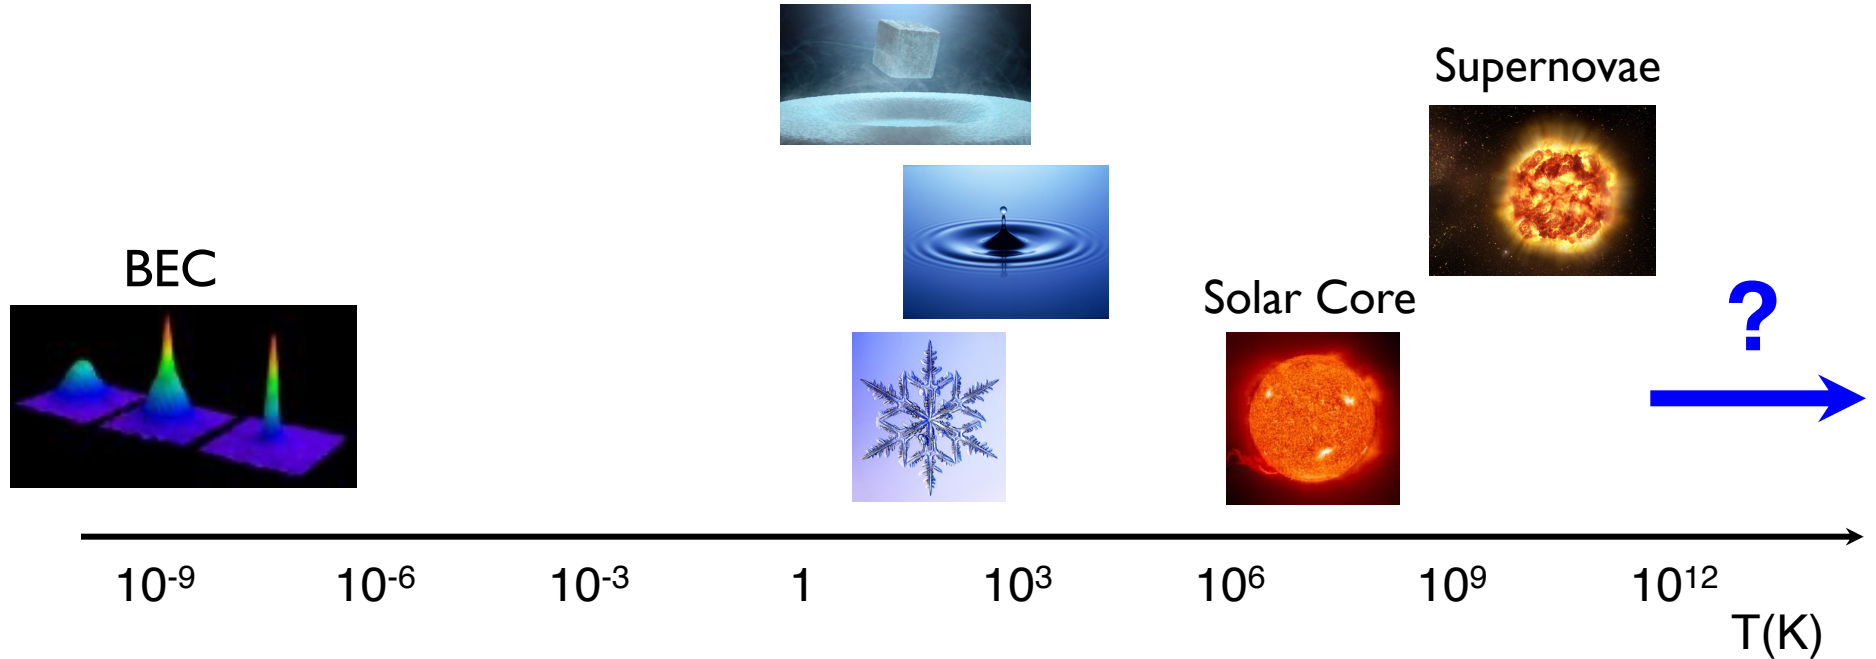 Supernovae
BEC
Solar Core
?
10⁻⁹ 10⁻⁶ 10⁻³ 1 10³ 10⁶ 10⁹ 10¹²
T(K)